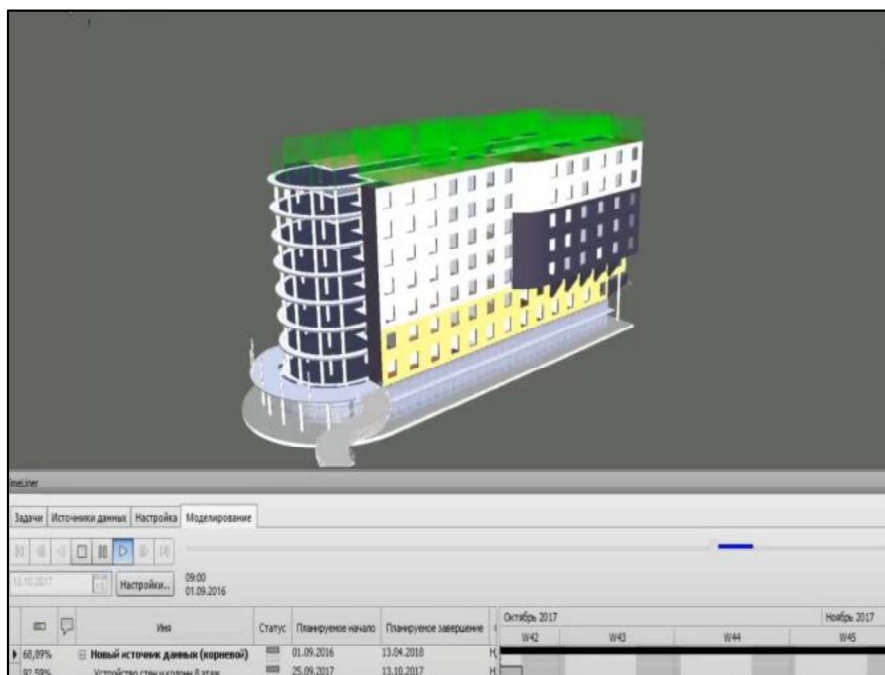 TimeLiner
Задачи Источники данных Настройка Моделирование
12.10.2017 Настройки... 09:00
01.09.2016
Октябрь 2017 Ноябрь 2017
Имя Статус Планируемое начало Планируемое завершение W42 W43 W44 W45
68,89% Новый источник данных (корневой) 01.09.2016 13.04.2018 Н
92,59% Устройство стен и колонн 8 этаж 25.09.2017 13.10.2017 Н